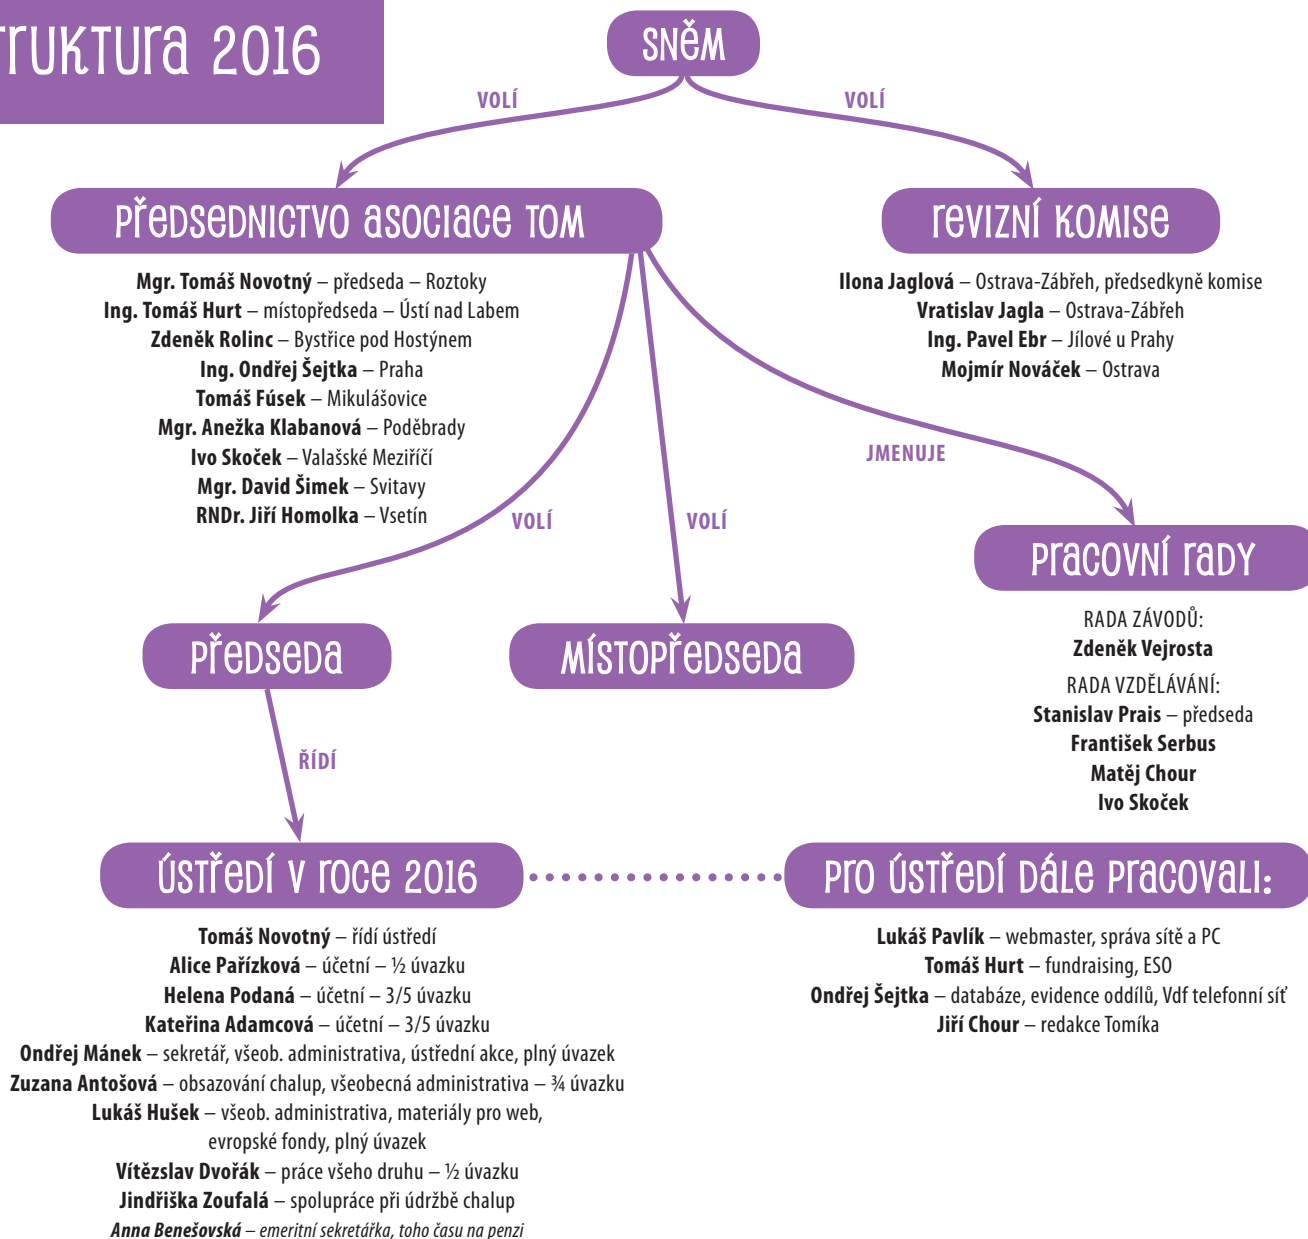 TRUKTURA 2016
SNĚM
VOLÍ
VOLÍ
PŘEDSEDNICTVO ASOCIACE TOM
Mgr. Tomáš Novotný – předseda – Roztoky
Ing. Tomáš Hurt – místopředseda – Ústí nad Labem
Zdeněk Rolinc – Bystřice pod Hostýnem
Ing. Ondřej Šejtka – Praha
Tomáš Fúsek – Mikulášovice
Mgr. Anežka Klabanová – Poděbrady
Ivo Skoček – Valašské Meziříčí
Mgr. David Šimek – Svitavy
RNDr. Jiří Homolka – Vsetín
REVIZNÍ KOMISE
Ilona Jaglová – Ostrava-Zábřeh, předsedkyně komise
Vratislav Jagla – Ostrava-Zábřeh
Ing. Pavel Ebr – Jílové u Prahy
Mojmír Nováček – Ostrava
JMENUJE
VOLÍ
VOLÍ
PRACOVNÍ RADY
RADA ZÁVODŮ:
Zdeněk Vejrosta
RADA VZDĚLÁVÁNÍ:
Stanislav Prais – předseda
František Serbus
Matěj Chour
Ivo Skoček
PŘEDSEDA
MÍSTOPŘEDSEDA
ŘÍDÍ
ÚSTŘEDÍ V ROCE 2016
Tomáš Novotný – řídí ústředí
Alice Pařízková – účetní – ½ úvazku
Helena Podaná – účetní – 3/5 úvazku
Kateřina Adamcová – účetní – 3/5 úvazku
Ondřej Mánek – sekretář, všeob. administrativa, ústřední akce, plný úvazek
Zuzana Antošová – obsazování chalup, všeobecná administrativa – ¾ úvazku
Lukáš Hušek – všeob. administrativa, materiály pro web,
evropské fondy, plný úvazek
Vítězslav Dvořák – práce všeho druhu – ½ úvazku
Jindřiška Zoufalá – spolupráce při údržbě chalup
Anna Benešovská – emeritní sekretářka, toho času na penzi
PRO ÚSTŘEDÍ DÁLE PRACOVALI:
Lukáš Pavlík – webmaster, správa sítě a PC
Tomáš Hurt – fundraising, ESO
Ondřej Šejtka – databáze, evidence oddílů, Vdf telefonní síť
Jiří Chour – redakce Tomíka